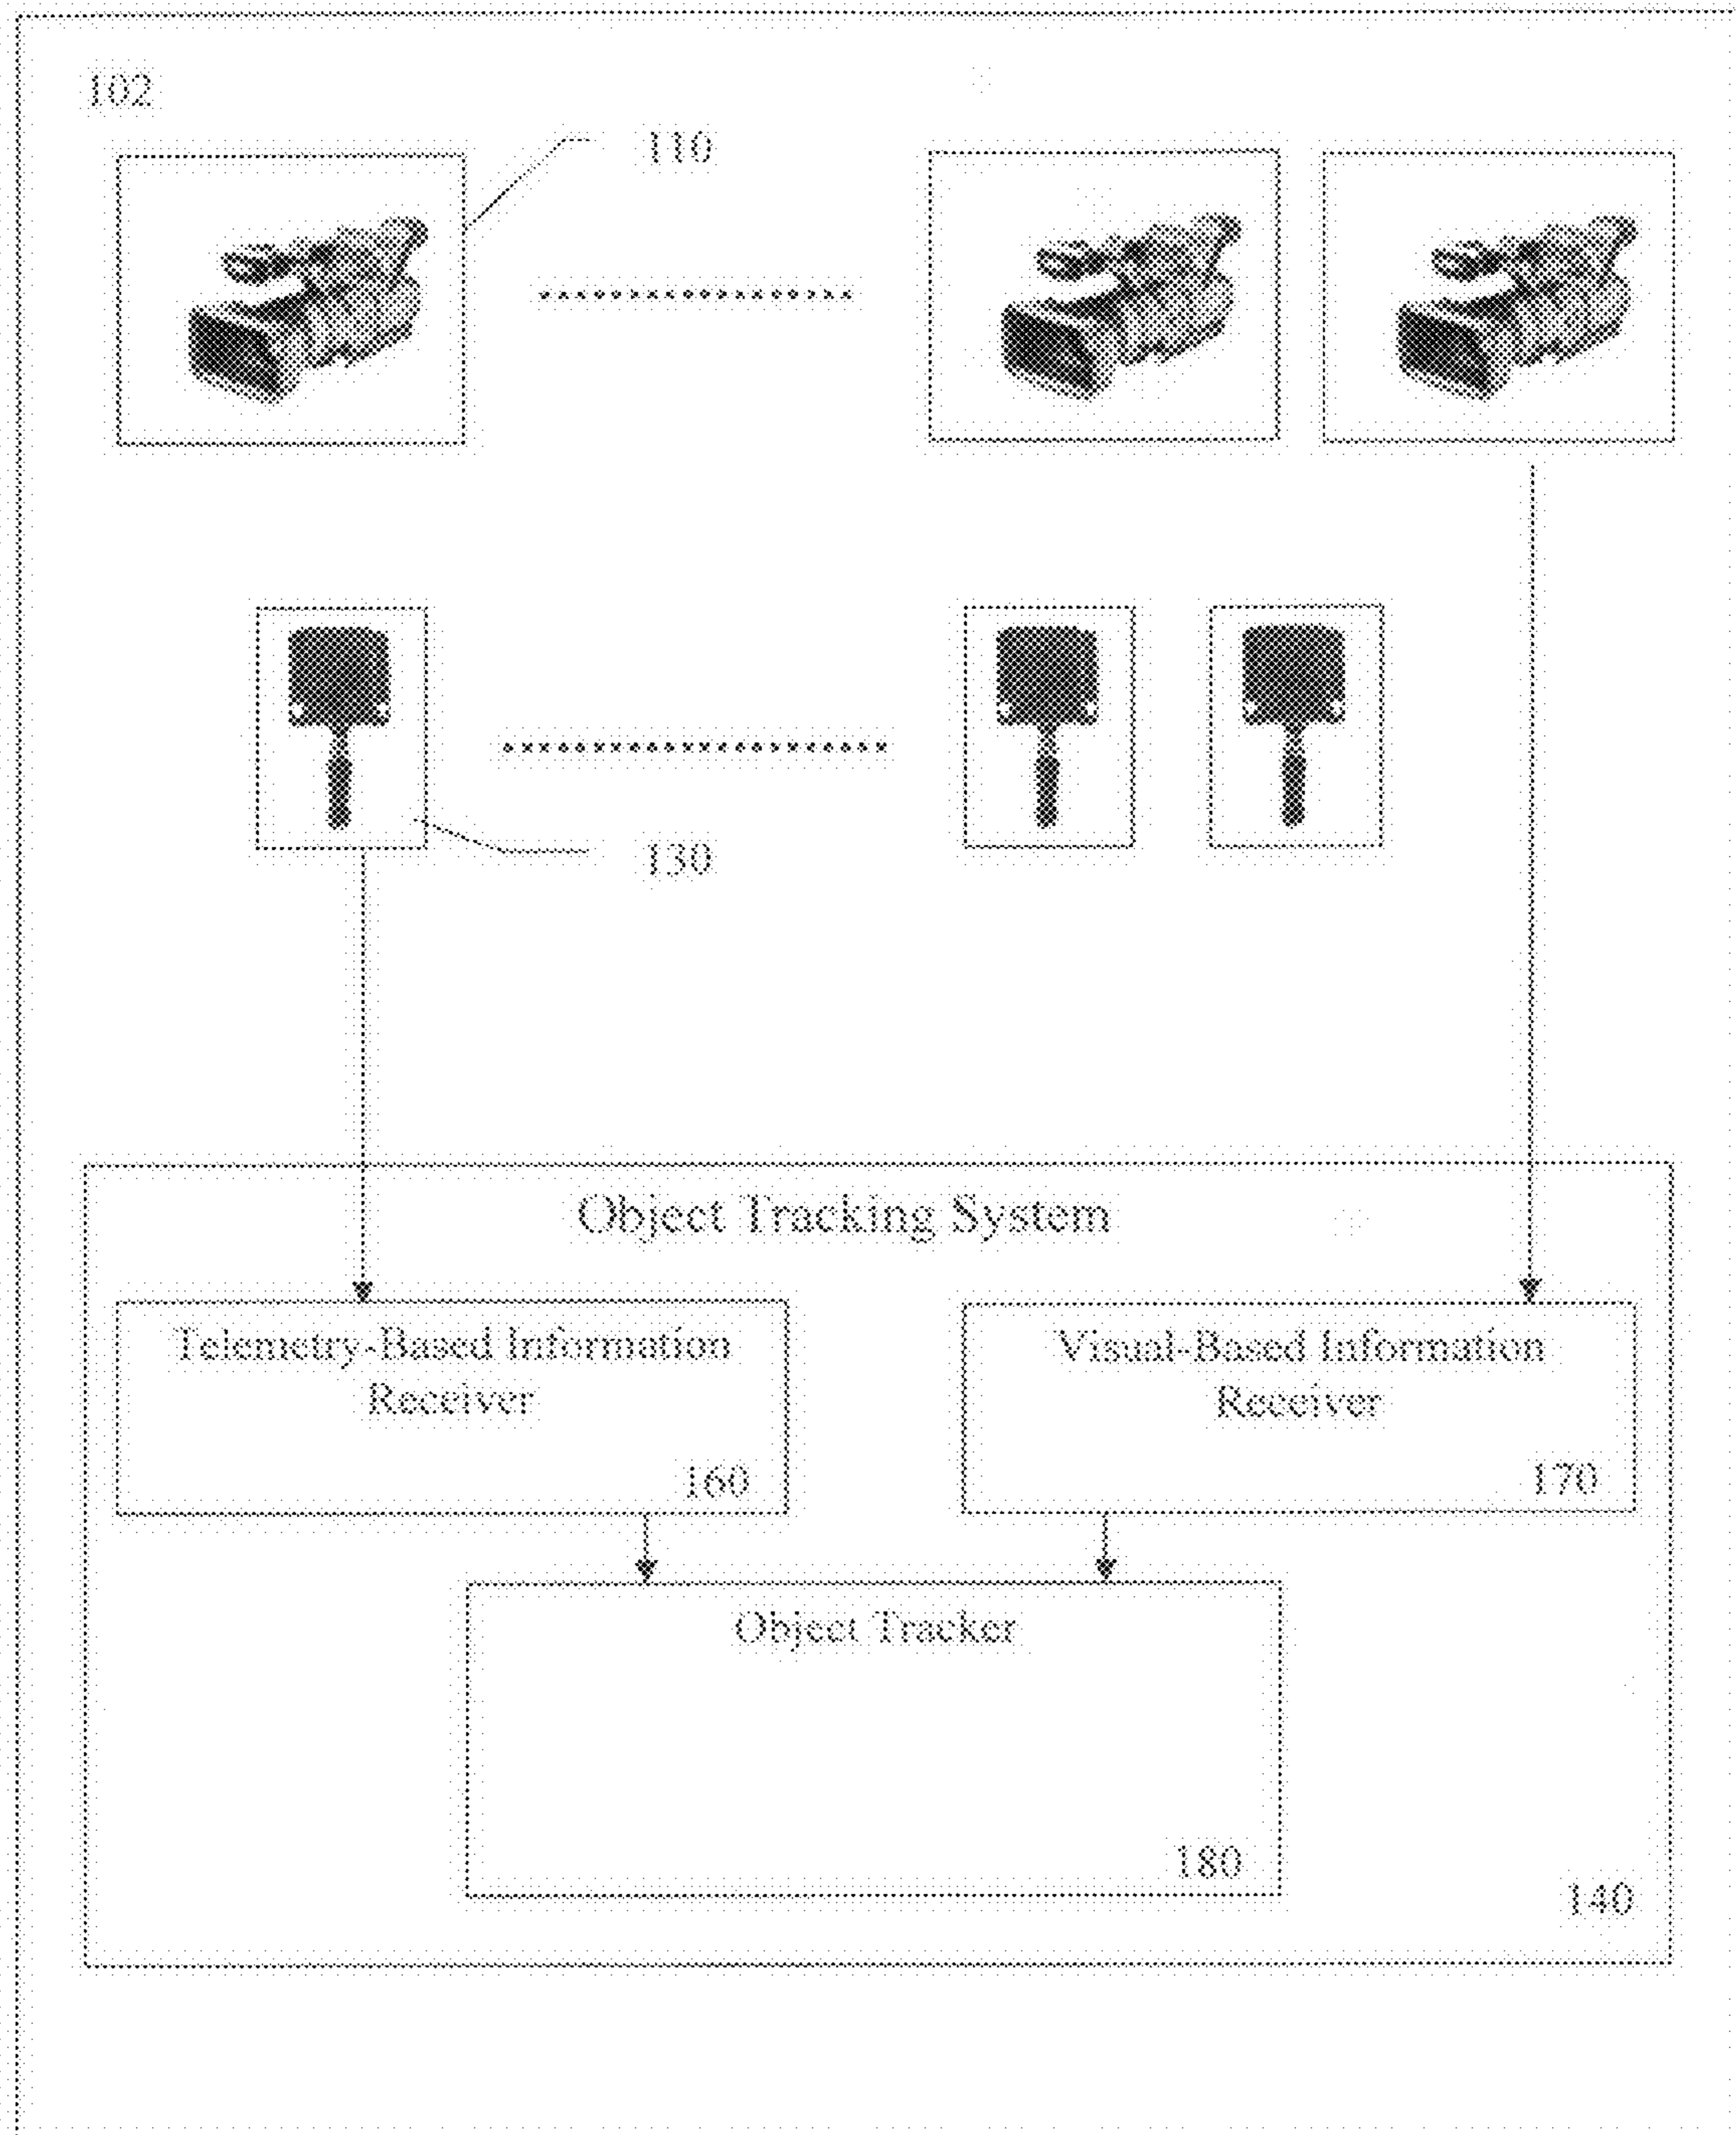 102
110
130
Object Tracking System
Telemetry-Based Information
Receiver
160
Visual-Based Information
Receiver
170
Object Tracker
180
140